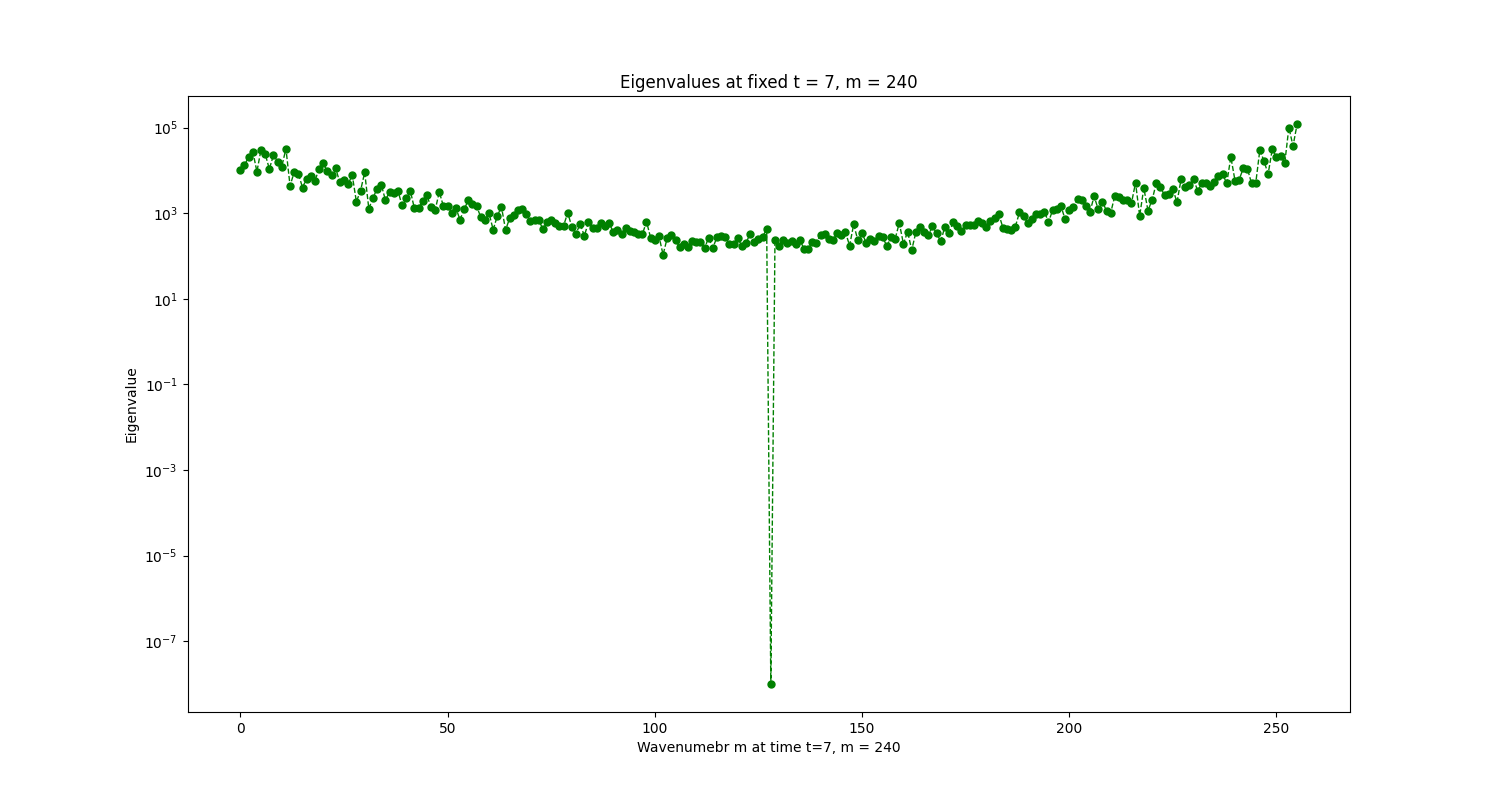 Eigenvalues at fixed t = 7, m = 240
10^5
10^3
10^1
10^-1
10^-3
10^-5
10^-7
Eigenvalue
0 50 100 150 200 250
Wavenumebr m at time t=7, m = 240